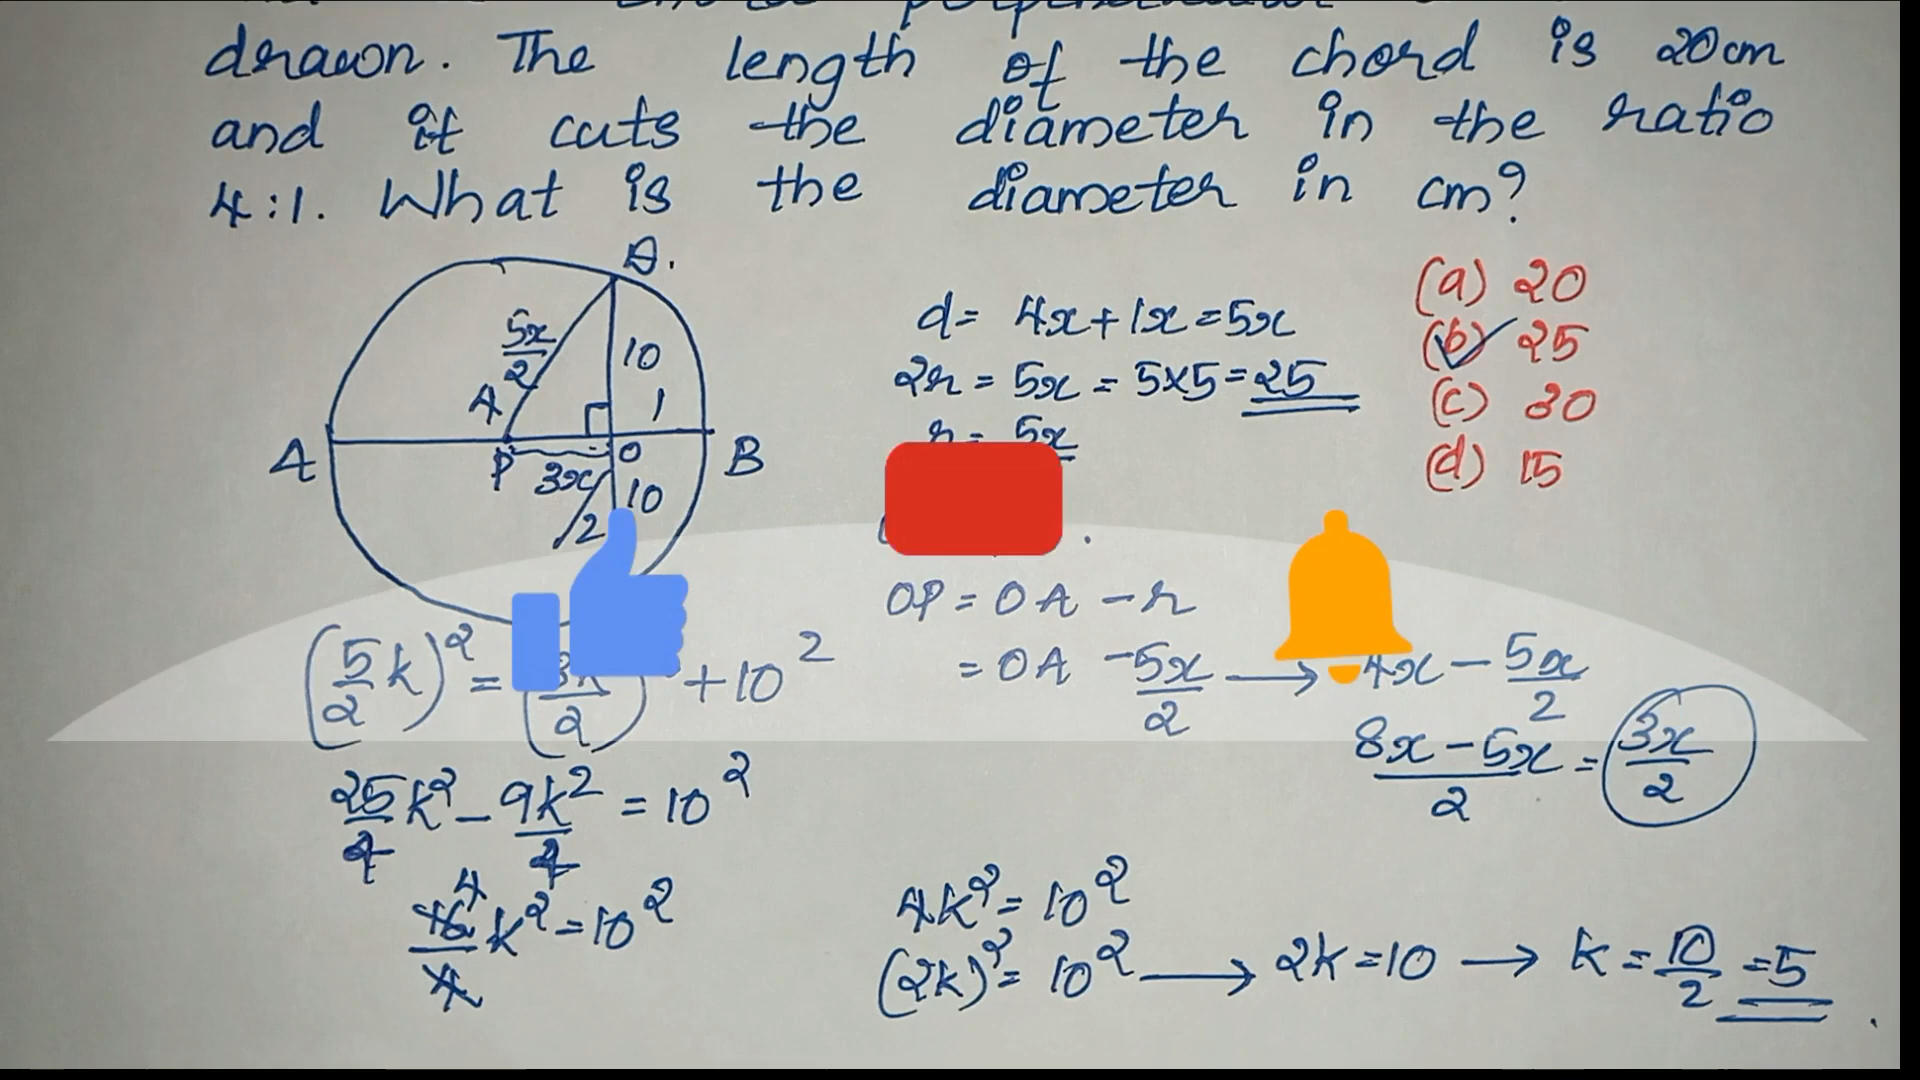 drawn. The length of the chord is 20cm
and it cuts the diameter in the ratio
4:1. What is the diameter in cm?
5x/2
10
4
1
A
P
O
B
3x/2
10
d = 4x+1x=5x
2r = 5x = 5×5=25
(a) 20
(b) 25
(c) 30
(d) 15
OP = OA - r
= OA - 5x/2 → 4x - 5x/2
8x-5x/2 = 3x/2
(5/2 k)² = + 10²
25/4 k² - 9k²/4 = 10²
16/4 k² = 10²
4
4k² = 10²
(2k)² = 10² → 2k=10 → k = 10/2 = 5